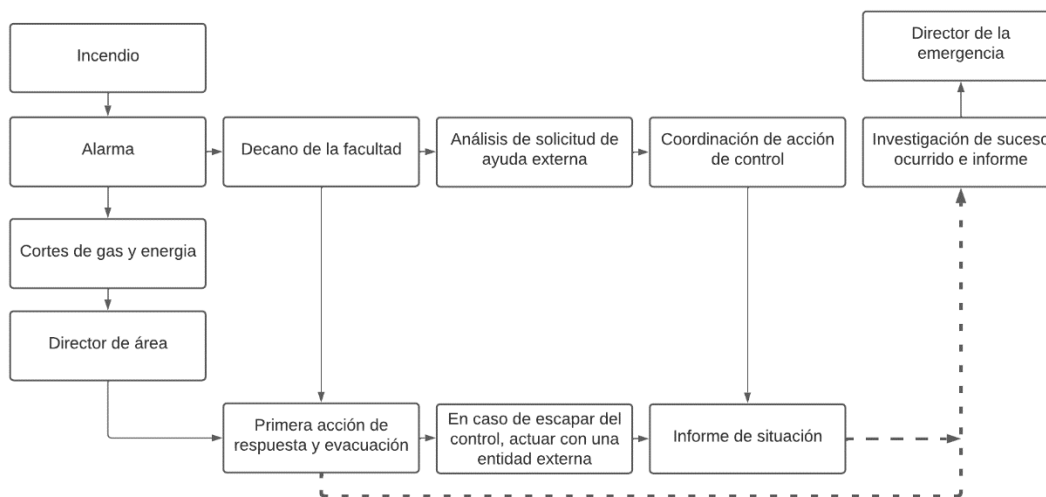 Incendio
Director de la
emergencia
Alarma
Decano de la facultad
Análisis de solicitud de
ayuda externa
Coordinación de acción
de control
Investigación de suceso
ocurrido e informe
Cortes de gas y energia
Director de área
Primera acción de
respuesta y evacuación
En caso de escapar del
control, actuar con una
entidad externa
Informe de situación